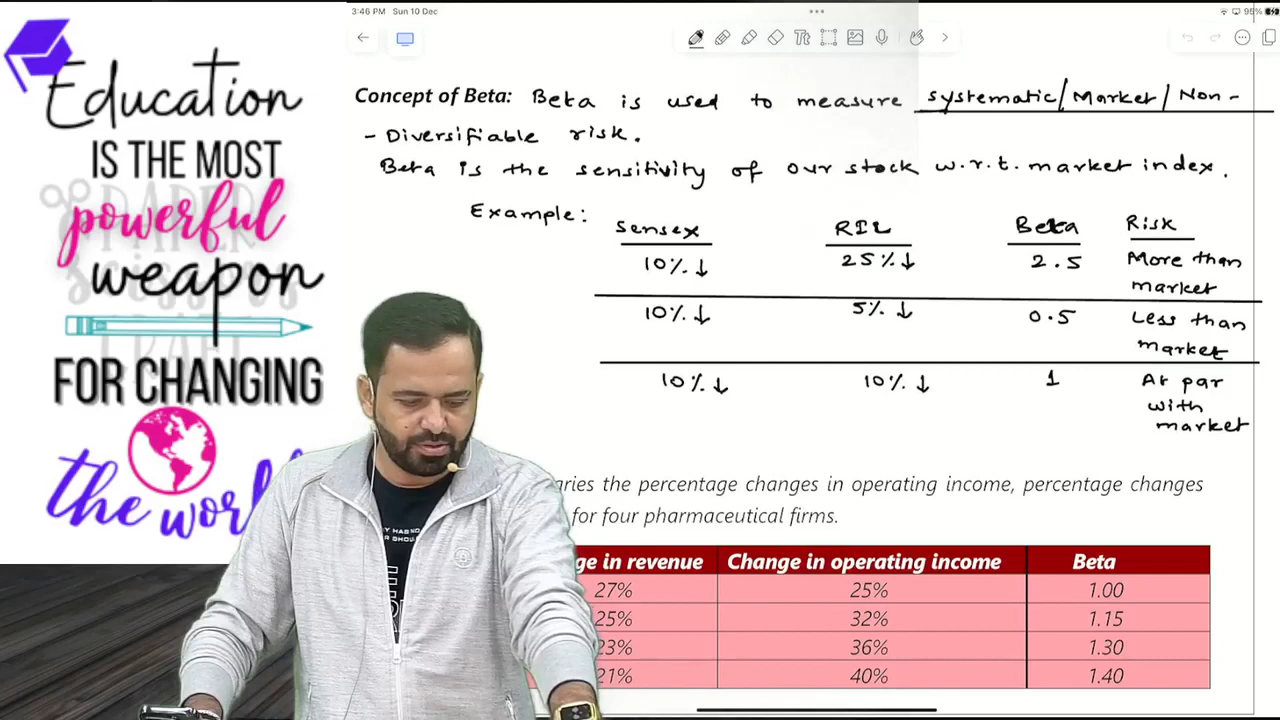 3:46 PM Sun 10 Dec
95%
Education
IS THE MOST
powerful
weapon
FOR CHANGING
the world
Concept of Beta: Beta is used to measure systematic/Market/Non-
- Diversifiable risk.
Beta is the sensitivity of our stock w.r.t. market index.
Example:
Sensex RIL Beta Risk
10% ↓ 25% ↓ 2.5 More than
market
10% ↓ 5% ↓ 0.5 Less than
market
10% ↓ 10% ↓ 1 At par
with
market
the percentage changes in operating income, percentage changes
for four pharmaceutical firms.
in revenue Change in operating income Beta
27% 25% 1.00
25% 32% 1.15
23% 36% 1.30
21% 40% 1.40